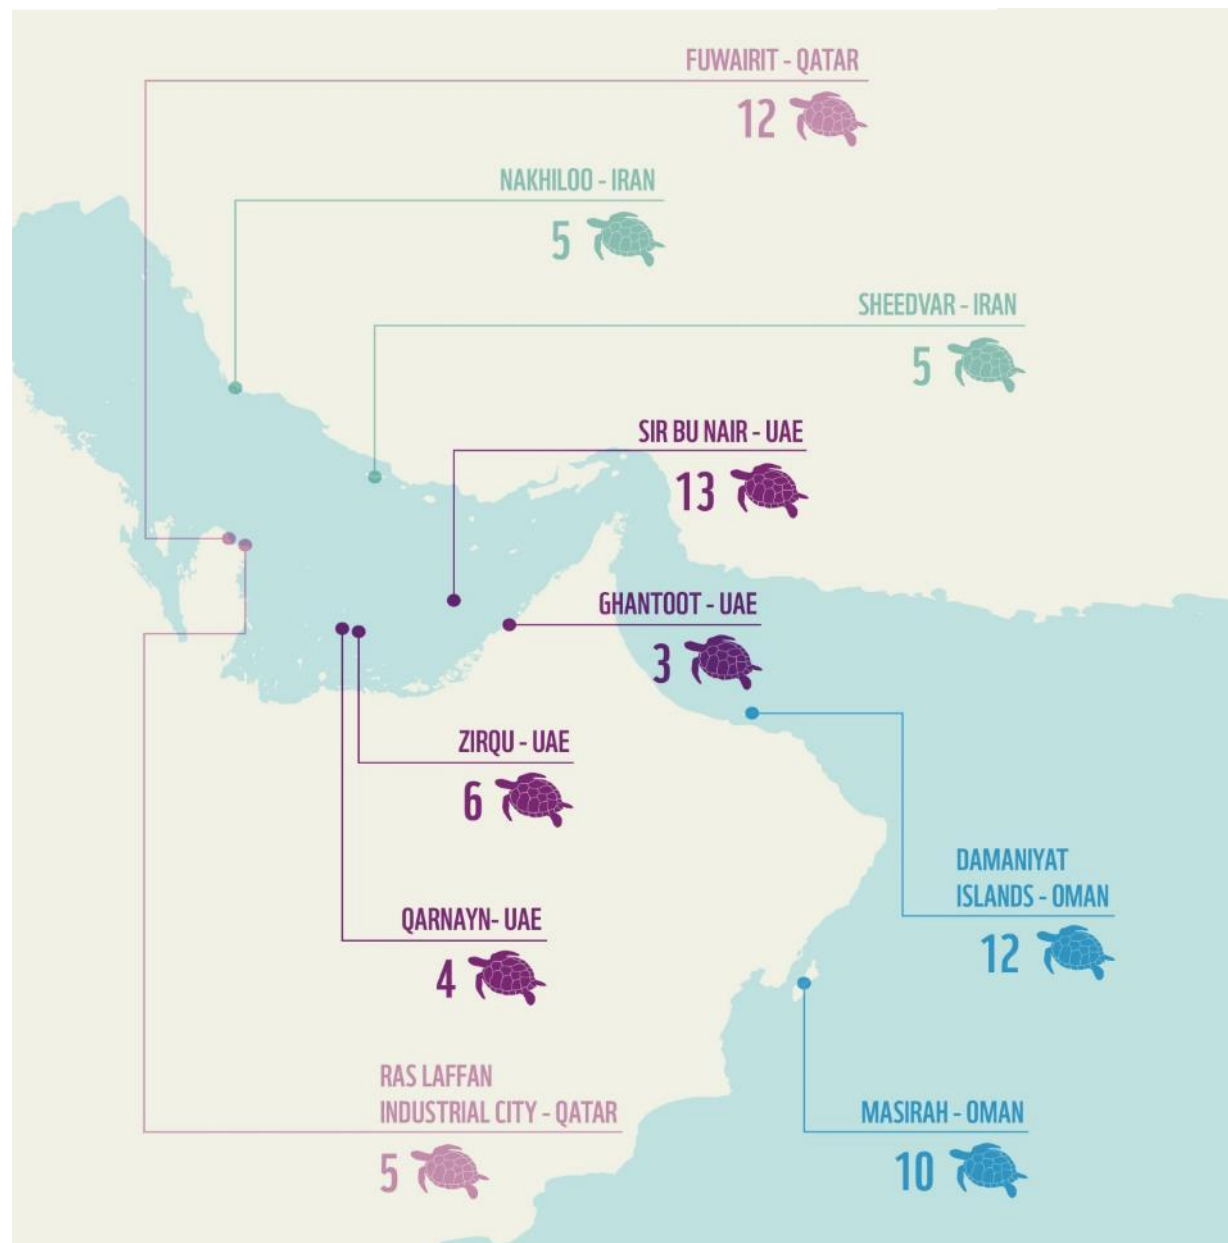 FUWAIRIT - QATAR
12
NAKHILOO - IRAN
5
SHEEDVAR - IRAN
5
SIR BU NAIR - UAE
13
GHANTOOT - UAE
3
ZIRQU - UAE
6
DAMANIYAT
ISLANDS - OMAN
12
QARNAYN- UAE
4
RAS LAFFAN
INDUSTRIAL CITY - QATAR
5
MASIRAH - OMAN
10